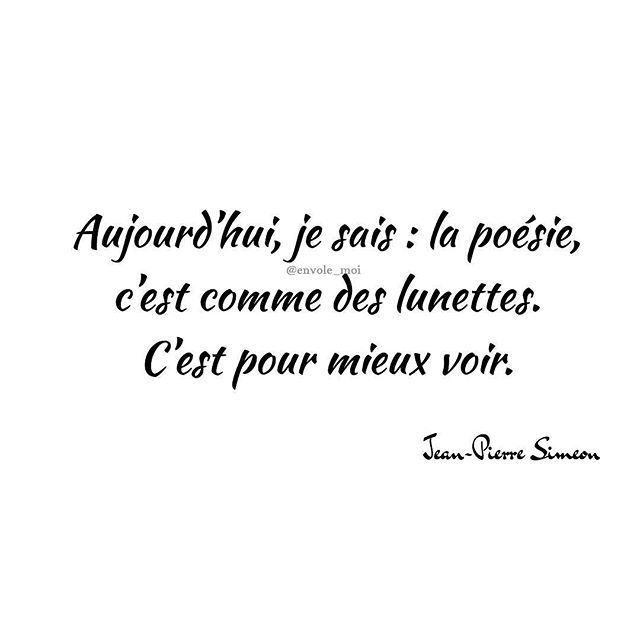 Aujourd'hui, je sais : la poésie,
@envole_moi
c'est comme des lunettes.
C'est pour mieux voir.
Jean-Pierre Simeon